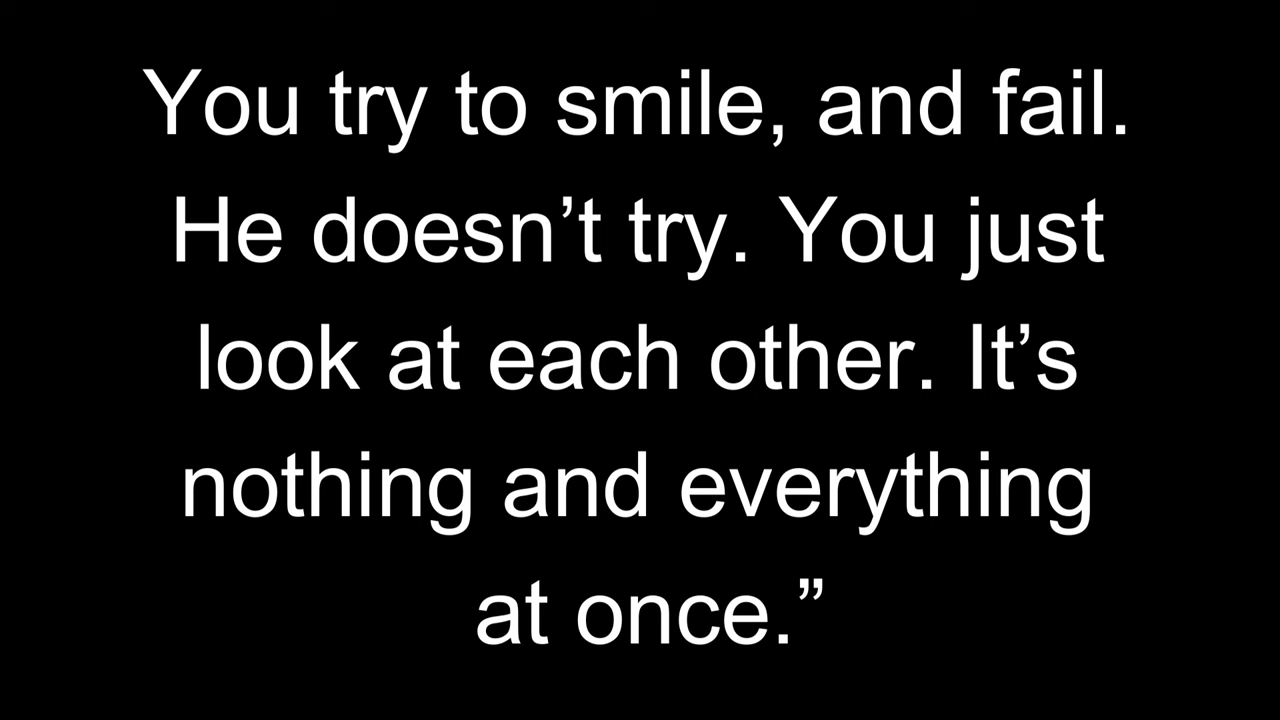 You try to smile, and fail.
He doesn’t try. You just
look at each other. It’s
nothing and everything
at once.”